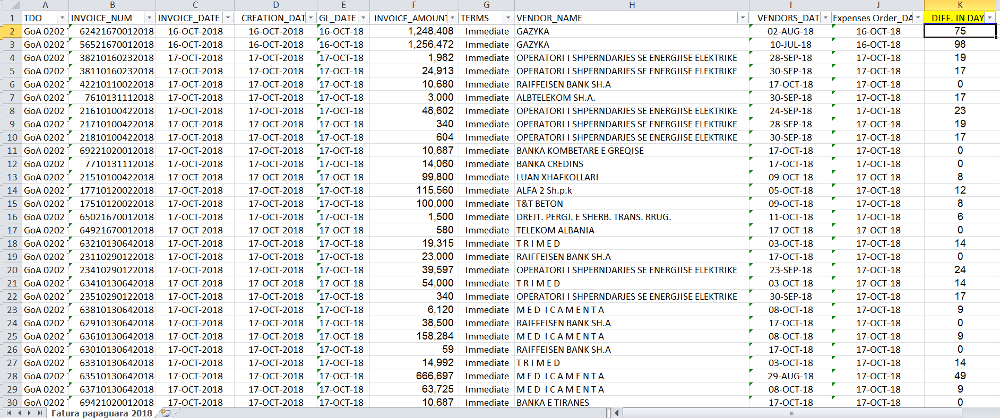 A B C D E F G H I J K
1 TDO INVOICE_NUM INVOICE_DATE CREATION_DAT GL_DATE INVOICE_AMOUNT TERMS VENDOR_NAME VENDORS_DAT Expenses Order_DA DIFF. IN DAY
2 GoA 0202 62421670012018 16-OCT-2018 16-OCT-2018 16-OCT-18 1,248,408 Immediate GAZYKA 02-AUG-18 16-OCT-18 75
3 GoA 0202 56521670012018 16-OCT-2018 16-OCT-2018 16-OCT-18 1,256,472 Immediate GAZYKA 10-JUL-18 16-OCT-18 98
4 GoA 0202 38210160232018 17-OCT-2018 17-OCT-2018 17-OCT-18 1,982 Immediate OPERATORI I SHPERNDARJES SE ENERGJISE ELEKTRIKE 28-SEP-18 17-OCT-18 19
5 GoA 0202 38110160232018 17-OCT-2018 17-OCT-2018 17-OCT-18 24,913 Immediate OPERATORI I SHPERNDARJES SE ENERGJISE ELEKTRIKE 30-SEP-18 17-OCT-18 17
6 GoA 0202 42210110022018 17-OCT-2018 17-OCT-2018 17-OCT-18 10,680 Immediate RAIFFEISEN BANK SH.A 17-OCT-18 17-OCT-18 0
7 GoA 0202 7610131112018 17-OCT-2018 17-OCT-2018 17-OCT-18 3,000 Immediate ALBTELEKOM SH.A. 30-SEP-18 17-OCT-18 17
8 GoA 0202 21610100422018 17-OCT-2018 17-OCT-2018 17-OCT-18 48,602 Immediate OPERATORI I SHPERNDARJES SE ENERGJISE ELEKTRIKE 24-SEP-18 17-OCT-18 23
9 GoA 0202 21710100422018 17-OCT-2018 17-OCT-2018 17-OCT-18 340 Immediate OPERATORI I SHPERNDARJES SE ENERGJISE ELEKTRIKE 28-SEP-18 17-OCT-18 19
10 GoA 0202 21810100422018 17-OCT-2018 17-OCT-2018 17-OCT-18 604 Immediate OPERATORI I SHPERNDARJES SE ENERGJISE ELEKTRIKE 30-SEP-18 17-OCT-18 17
11 GoA 0202 69221020012018 17-OCT-2018 17-OCT-2018 17-OCT-18 10,687 Immediate BANKA KOMBETARE E GREQISE 17-OCT-18 17-OCT-18 0
12 GoA 0202 7710131112018 17-OCT-2018 17-OCT-2018 17-OCT-18 14,060 Immediate BANKA CREDINS 17-OCT-18 17-OCT-18 0
13 GoA 0202 21510100422018 17-OCT-2018 17-OCT-2018 17-OCT-18 99,800 Immediate LUAN XHAFKOLLARI 09-OCT-18 17-OCT-18 8
14 GoA 0202 17710120022018 17-OCT-2018 17-OCT-2018 17-OCT-18 115,560 Immediate ALFA 2 Sh.p.k 05-OCT-18 17-OCT-18 12
15 GoA 0202 17510120022018 17-OCT-2018 17-OCT-2018 17-OCT-18 100,000 Immediate T&T BETON 09-OCT-18 17-OCT-18 8
16 GoA 0202 65021670012018 17-OCT-2018 17-OCT-2018 17-OCT-18 1,500 Immediate DREJT. PERGJ. E SHERB. TRANS. RRUG. 11-OCT-18 17-OCT-18 6
17 GoA 0202 64921670012018 17-OCT-2018 17-OCT-2018 17-OCT-18 580 Immediate TELEKOM ALBANIA 17-OCT-18 17-OCT-18 0
18 GoA 0202 63210130642018 17-OCT-2018 17-OCT-2018 17-OCT-18 19,315 Immediate T R I M E D 03-OCT-18 17-OCT-18 14
19 GoA 0202 23110290122018 17-OCT-2018 17-OCT-2018 17-OCT-18 23,000 Immediate RAIFFEISEN BANK SH.A 17-OCT-18 17-OCT-18 0
20 GoA 0202 23410290122018 17-OCT-2018 17-OCT-2018 17-OCT-18 39,597 Immediate OPERATORI I SHPERNDARJES SE ENERGJISE ELEKTRIKE 23-SEP-18 17-OCT-18 24
21 GoA 0202 63410130642018 17-OCT-2018 17-OCT-2018 17-OCT-18 54,000 Immediate T R I M E D 03-OCT-18 17-OCT-18 14
22 GoA 0202 23510290122018 17-OCT-2018 17-OCT-2018 17-OCT-18 340 Immediate OPERATORI I SHPERNDARJES SE ENERGJISE ELEKTRIKE 30-SEP-18 17-OCT-18 17
23 GoA 0202 63810130642018 17-OCT-2018 17-OCT-2018 17-OCT-18 6,120 Immediate M E D I C A M E N T A 08-OCT-18 17-OCT-18 9
24 GoA 0202 62910130642018 17-OCT-2018 17-OCT-2018 17-OCT-18 38,500 Immediate RAIFFEISEN BANK SH.A 17-OCT-18 17-OCT-18 0
25 GoA 0202 63610130642018 17-OCT-2018 17-OCT-2018 17-OCT-18 158,284 Immediate M E D I C A M E N T A 08-OCT-18 17-OCT-18 9
26 GoA 0202 63010130642018 17-OCT-2018 17-OCT-2018 17-OCT-18 59 Immediate RAIFFEISEN BANK SH.A 17-OCT-18 17-OCT-18 0
27 GoA 0202 63310130642018 17-OCT-2018 17-OCT-2018 17-OCT-18 14,992 Immediate T R I M E D 03-OCT-18 17-OCT-18 14
28 GoA 0202 63510130642018 17-OCT-2018 17-OCT-2018 17-OCT-18 666,697 Immediate M E D I C A M E N T A 29-AUG-18 17-OCT-18 49
29 GoA 0202 63710130642018 17-OCT-2018 17-OCT-2018 17-OCT-18 63,725 Immediate M E D I C A M E N T A 08-OCT-18 17-OCT-18 9
30 GoA 0202 69421020012018 17-OCT-2018 17-OCT-2018 17-OCT-18 10,687 Immediate BANKA E TIRANES 17-OCT-18 17-OCT-18 0
Fatura papaguara 2018